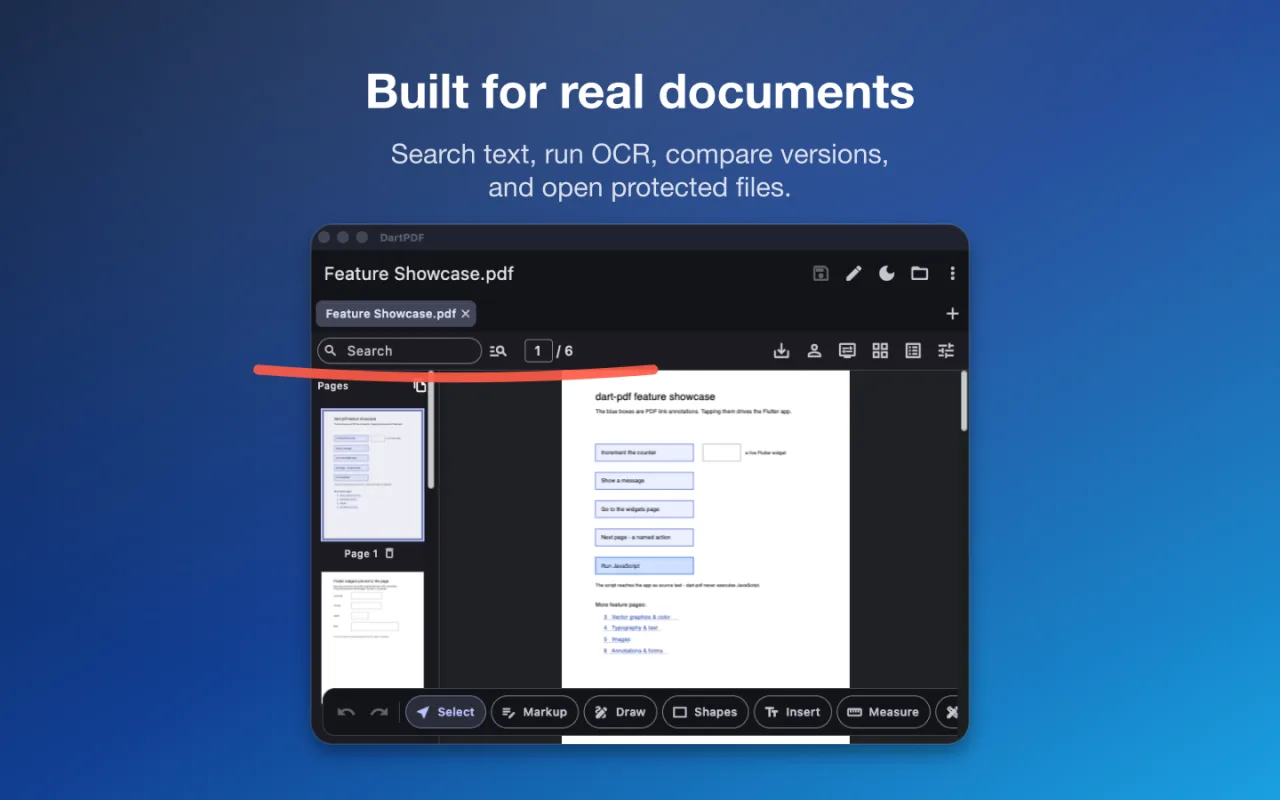 Built for real documents
Search text, run OCR, compare versions,
and open protected files.
DartPDF
Feature Showcase.pdf
Feature Showcase.pdf
Search
1 / 6
Pages
Page 1
dart-pdf feature showcase
The blue boxes are PDF link annotations. Tapping them drives the Flutter app.
Increment the counter
a live Flutter widget
Show a message
Go to the widgets page
Next page - a named action
Run JavaScript
The script reaches the app as source text - dart-pdf never executes JavaScript.
More feature pages:
3 Vector graphics & color
4 Typography & text
5 Images
6 Annotations & forms
Select
Markup
Draw
Shapes
Insert
Measure